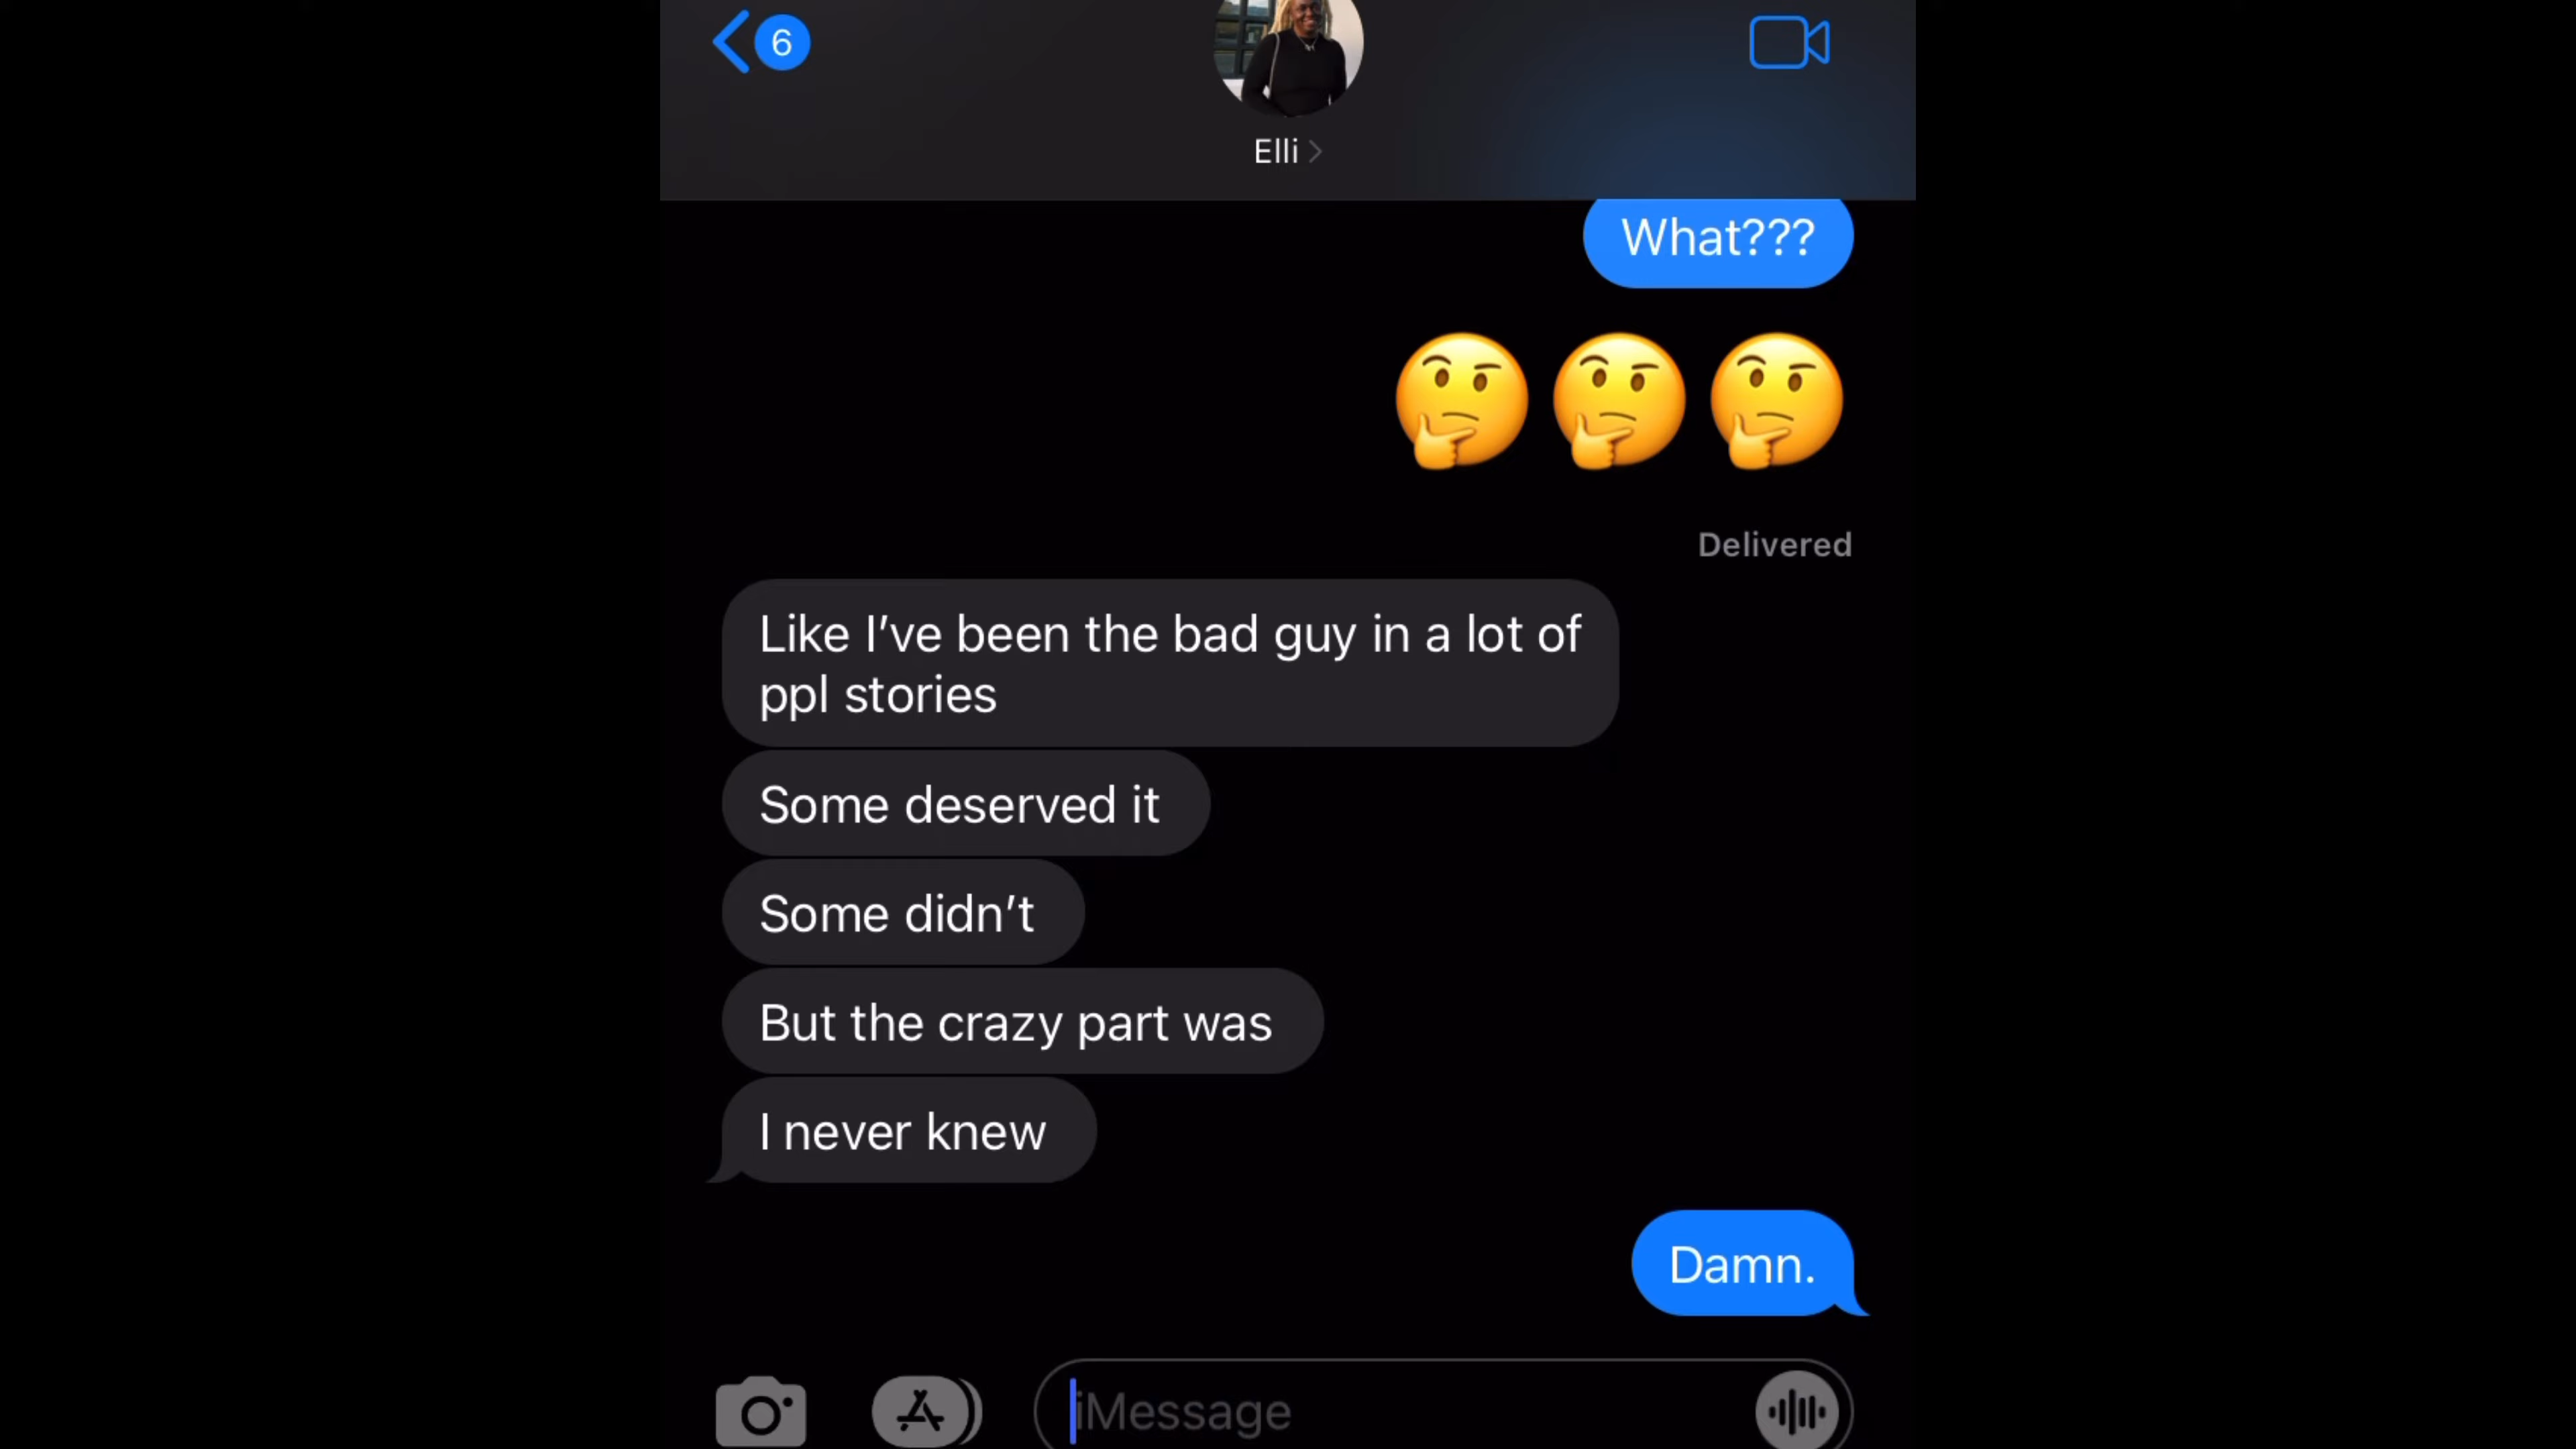 6
Elli
What???
🤔🤔🤔
Delivered
Like I’ve been the bad guy in a lot of
ppl stories
Some deserved it
Some didn’t
But the crazy part was
I never knew
Damn.
iMessage